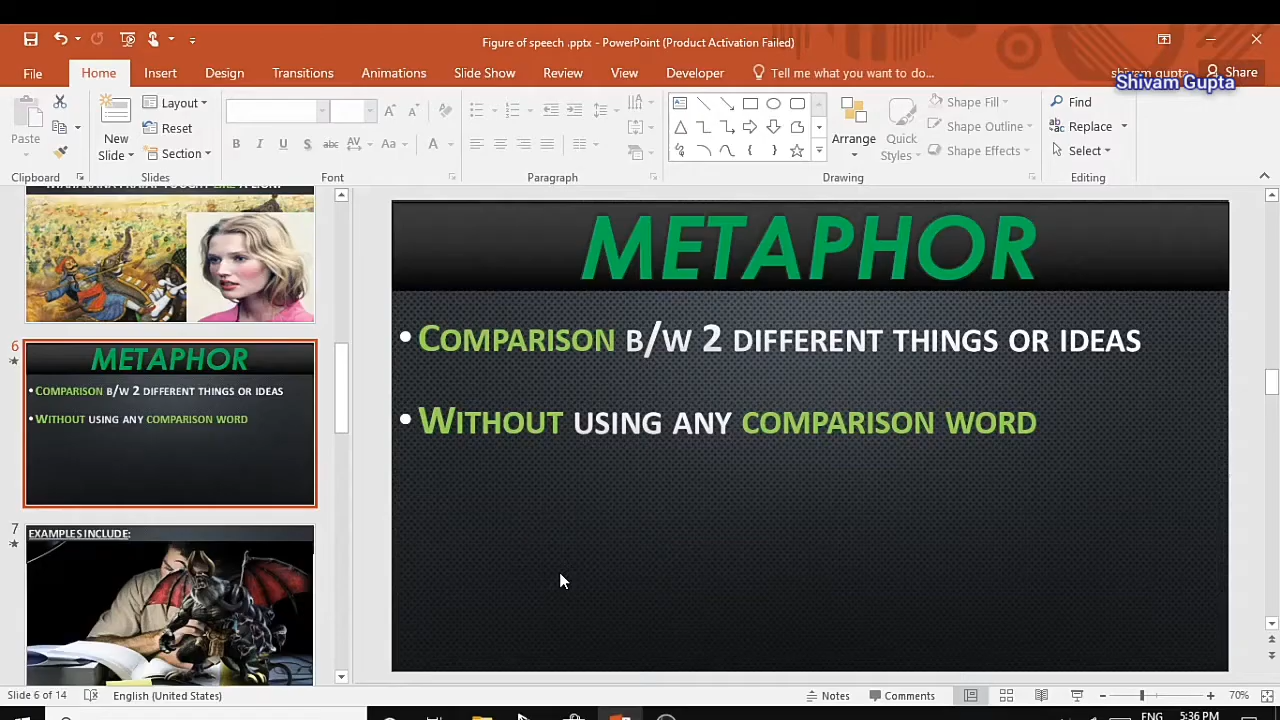 Figure of speech .pptx - PowerPoint (Product Activation Failed)
File Home Insert Design Transitions Animations Slide Show Review View Developer Tell me what you want to do... Share
Shivam Gupta
Paste
Clipboard
New Slide
Layout
Reset
Section
Slides
B I U S abc AV Aa A
Font
Paragraph
Arrange
Quick Styles
Shape Fill
Shape Outline
Shape Effects
Drawing
Find
Replace
Select
Editing
6
METAPHOR
• COMPARISON B/W 2 DIFFERENT THINGS OR IDEAS
• WITHOUT USING ANY COMPARISON WORD
7
EXAMPLES INCLUDE:
METAPHOR
• COMPARISON B/W 2 DIFFERENT THINGS OR IDEAS
• WITHOUT USING ANY COMPARISON WORD
Slide 6 of 14 English (United States) Notes Comments 70%
ENG 5:36 PM